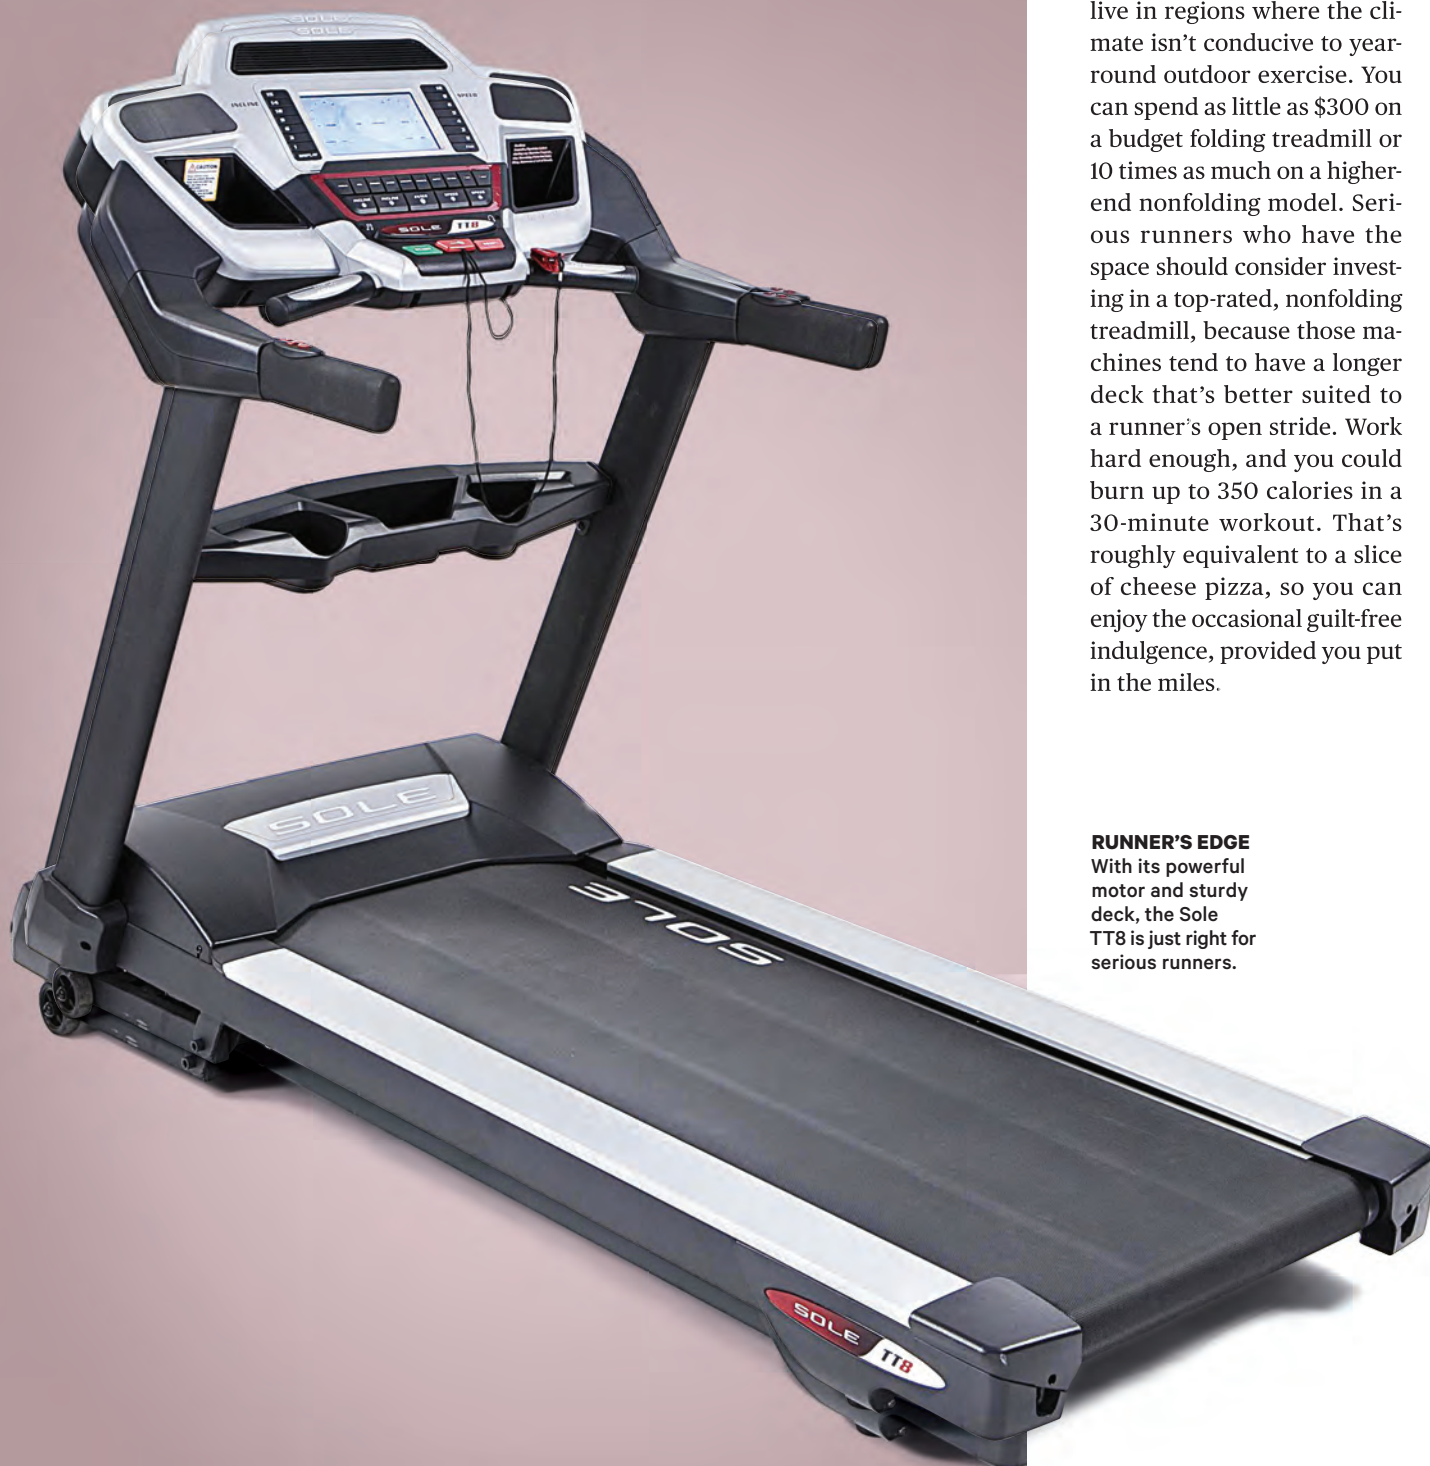 SOLE
SOLE
INCLINE
SPEED
DISPLAY
CAUTION
SOLE TT8
live in regions where the cli-
mate isn’t conducive to year-
round outdoor exercise. You
can spend as little as $300 on
a budget folding treadmill or
10 times as much on a higher-
end nonfolding model. Seri-
ous runners who have the
space should consider invest-
ing in a top-rated, nonfolding
treadmill, because those ma-
chines tend to have a longer
deck that’s better suited to
a runner’s open stride. Work
hard enough, and you could
burn up to 350 calories in a
30-minute workout. That’s
roughly equivalent to a slice
of cheese pizza, so you can
enjoy the occasional guilt-free
indulgence, provided you put
in the miles.
RUNNER’S EDGE
With its powerful
motor and sturdy
deck, the Sole
TT8 is just right for
serious runners.
SOLE
SOLE
SOLE TT8